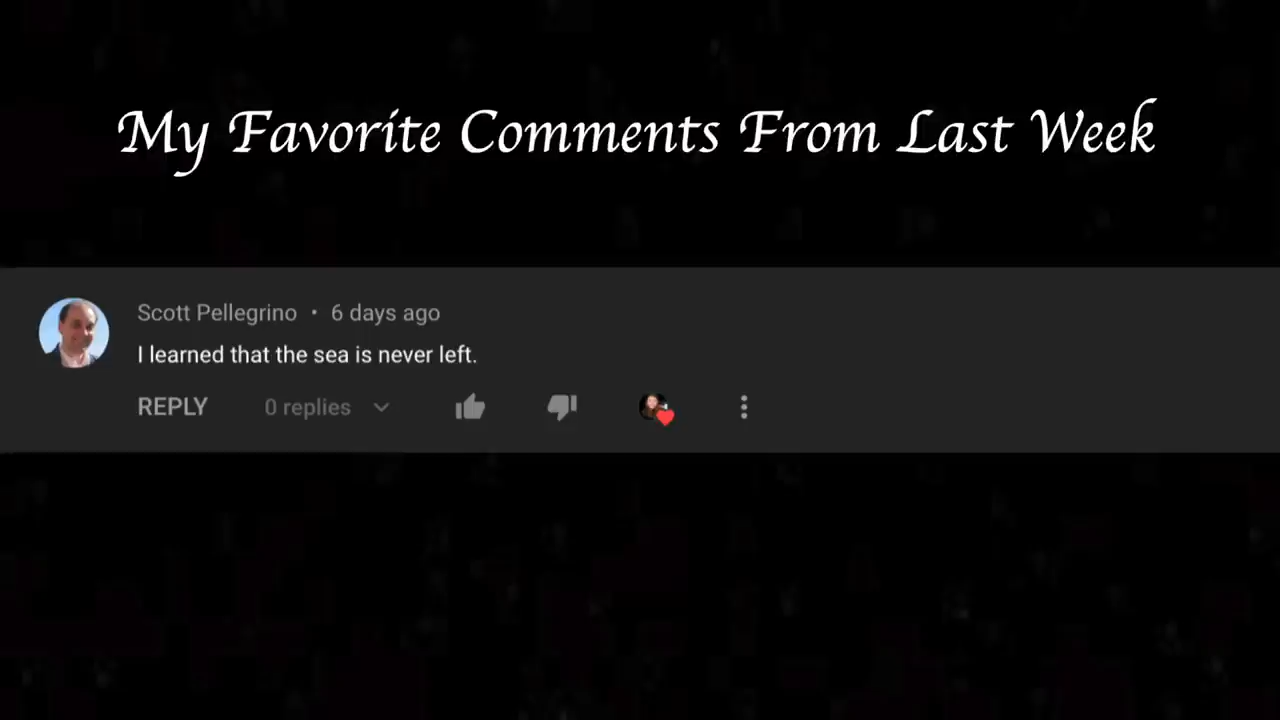 My Favorite Comments From Last Week
Scott Pellegrino • 6 days ago
I learned that the sea is never left.
REPLY 0 replies